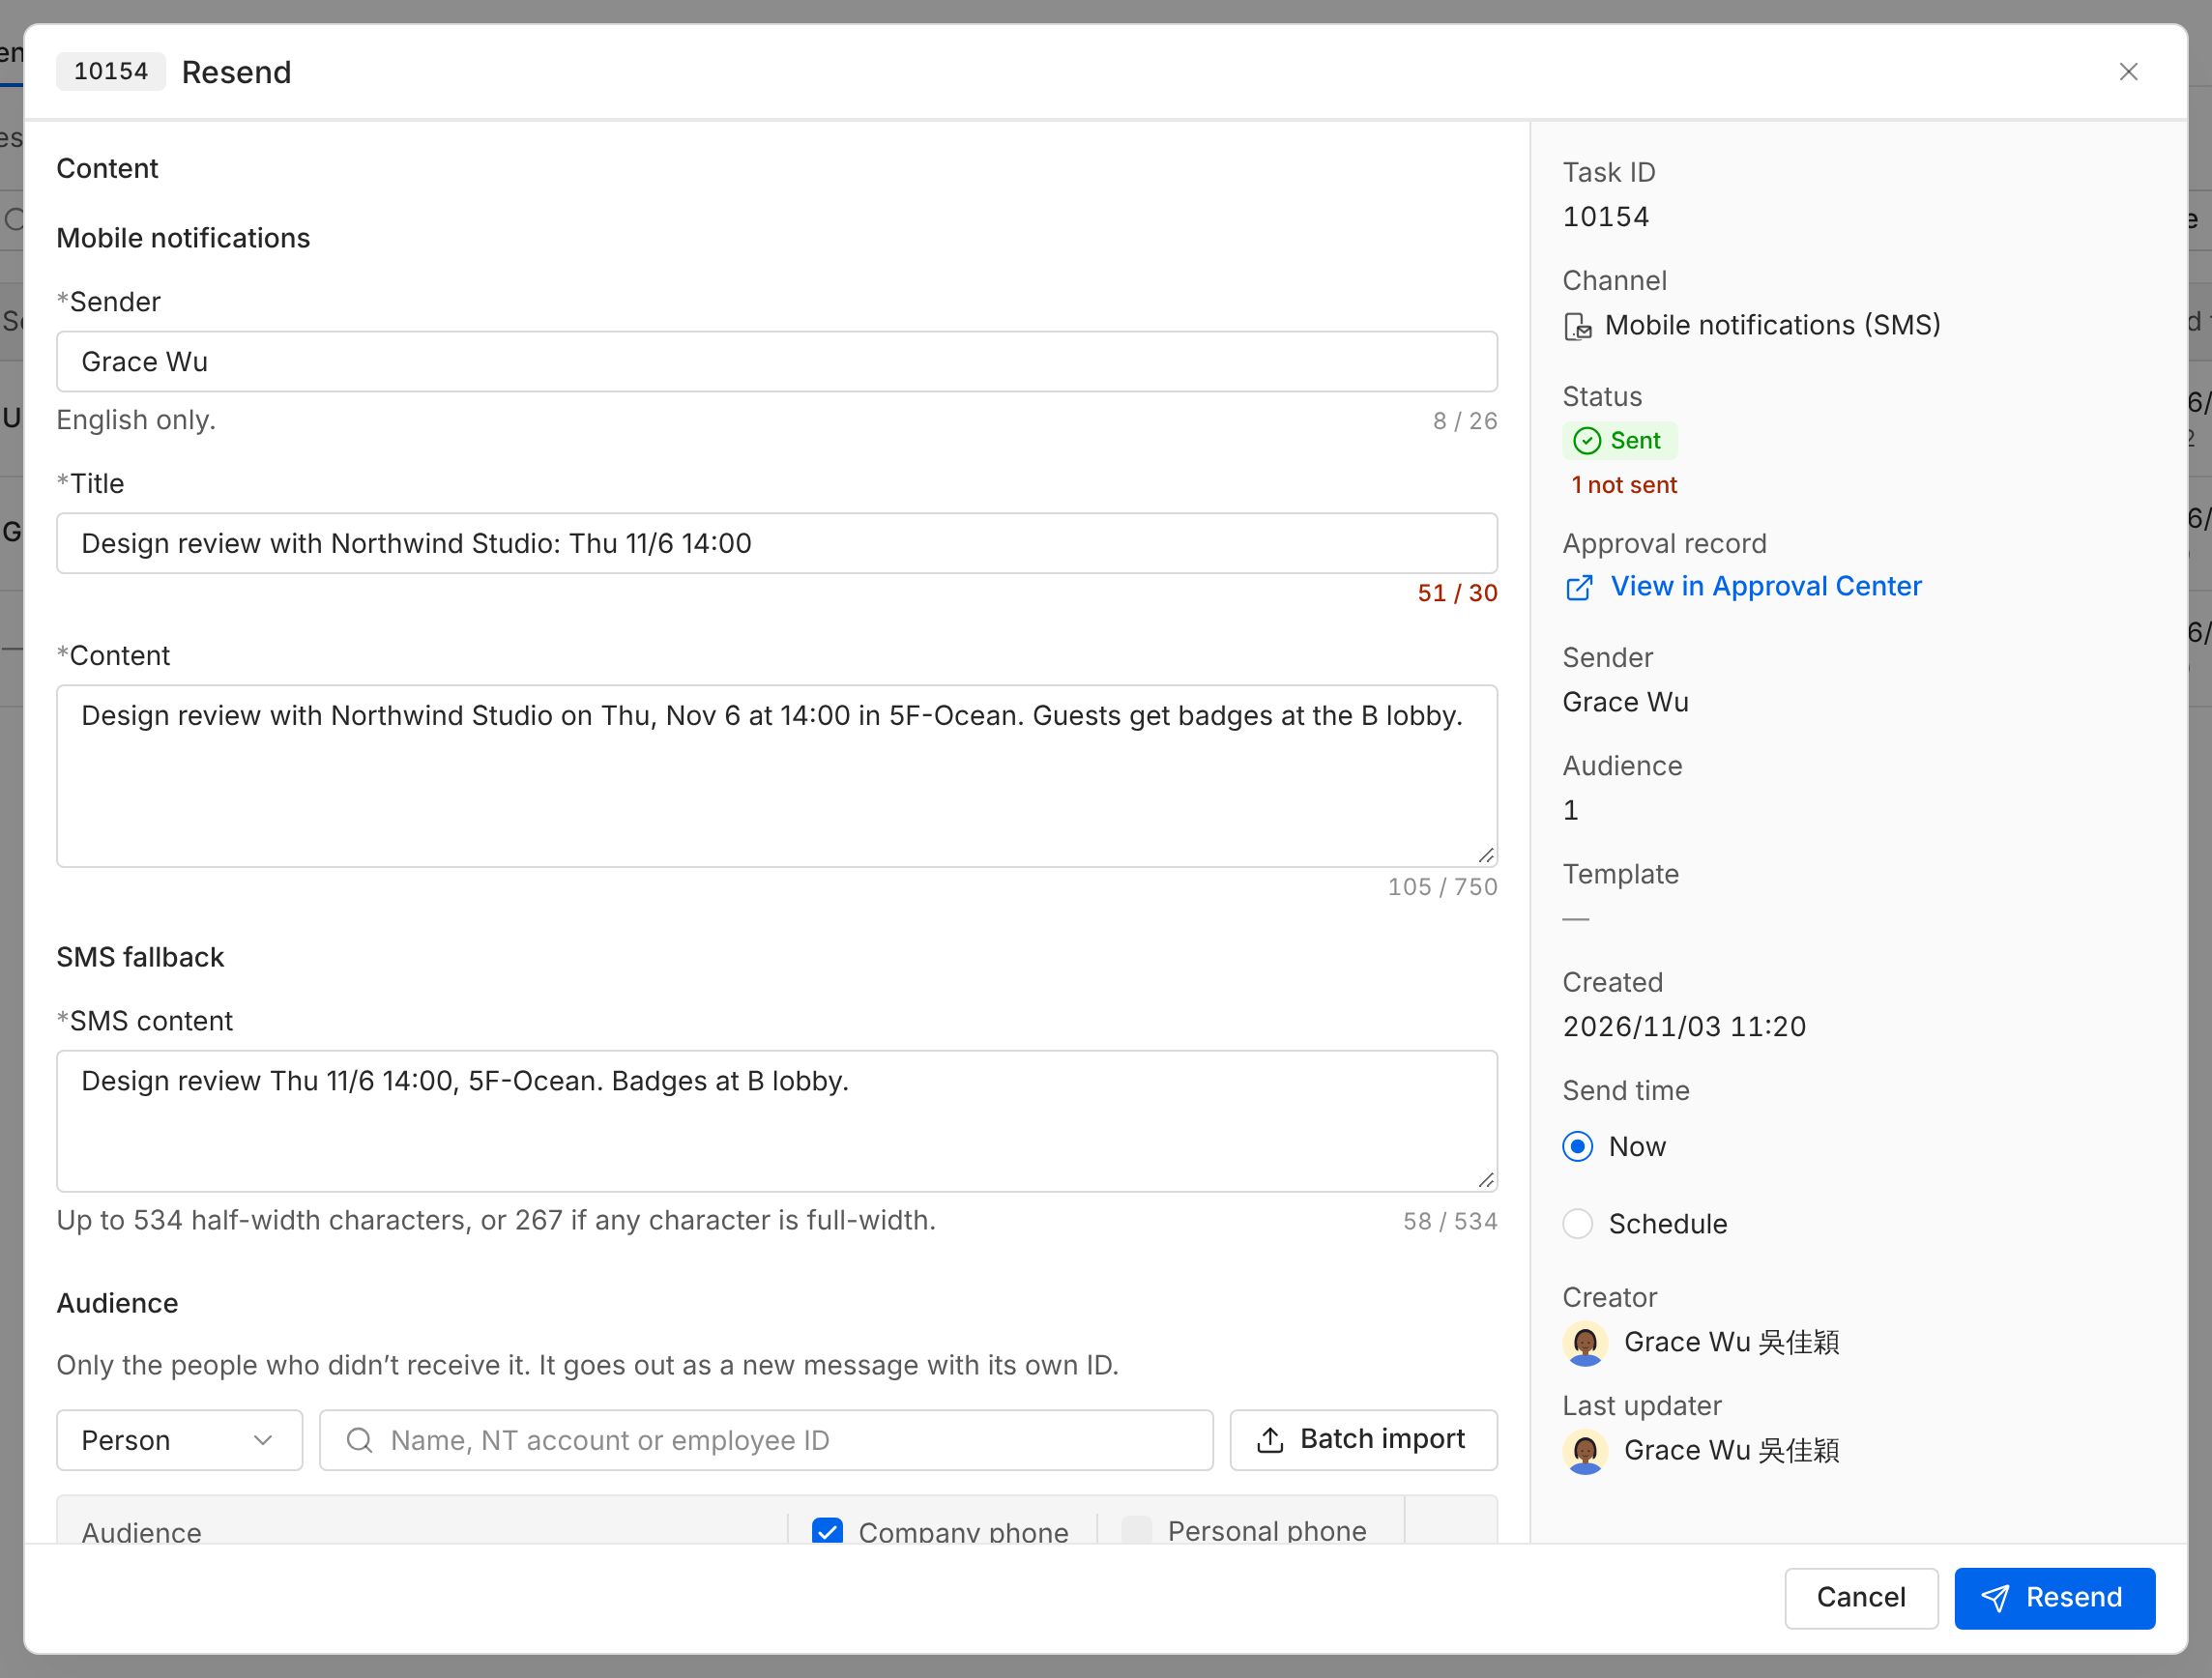 10154 Resend
Content
Mobile notifications
*Sender
Grace Wu
English only. 8 / 26
*Title
Design review with Northwind Studio: Thu 11/6 14:00
51 / 30
*Content
Design review with Northwind Studio on Thu, Nov 6 at 14:00 in 5F-Ocean. Guests get badges at the B lobby.
105 / 750
SMS fallback
*SMS content
Design review Thu 11/6 14:00, 5F-Ocean. Badges at B lobby.
Up to 534 half-width characters, or 267 if any character is full-width. 58 / 534
Audience
Only the people who didn’t receive it. It goes out as a new message with its own ID.
Person Name, NT account or employee ID Batch import
Audience Company phone Personal phone
Task ID
10154
Channel
Mobile notifications (SMS)
Status
Sent
1 not sent
Approval record
View in Approval Center
Sender
Grace Wu
Audience
1
Template
—
Created
2026/11/03 11:20
Send time
Now
Schedule
Creator
Grace Wu 吳佳穎
Last updater
Grace Wu 吳佳穎
Cancel Resend